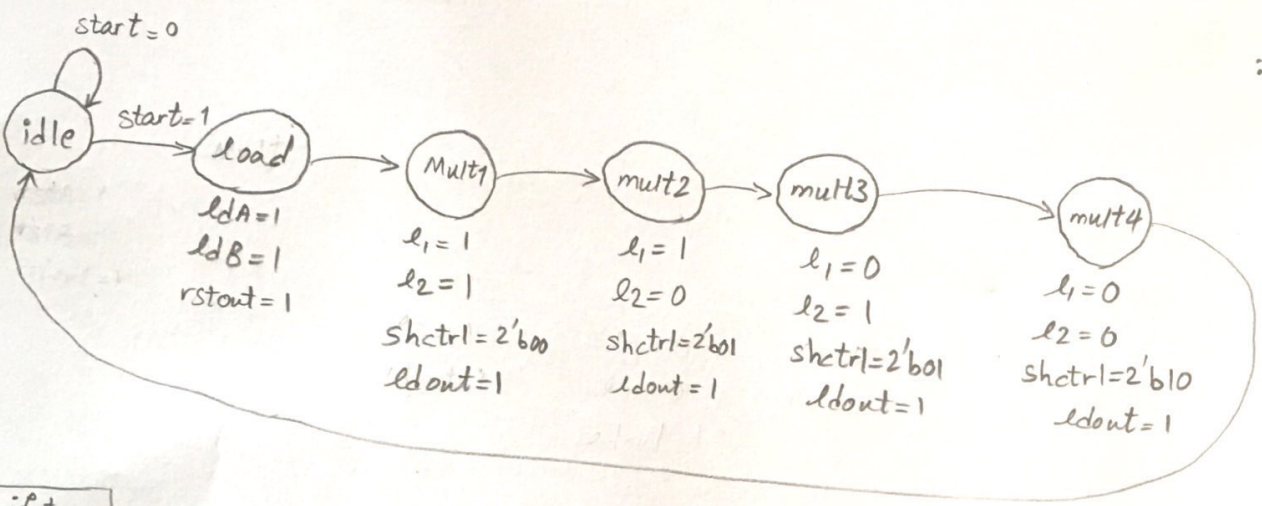 start=0
idle
start=1
load
ldA=1
ldB=1
rstout=1
Mult1
l1=1
l2=1
shctrl=2'b00
ldout=1
mult2
l1=1
l2=0
shctrl=2'b01
ldout=1
mult3
l1=0
l2=1
shctrl=2'b01
ldout=1
mult4
l1=0
l2=0
shctrl=2'b10
ldout=1